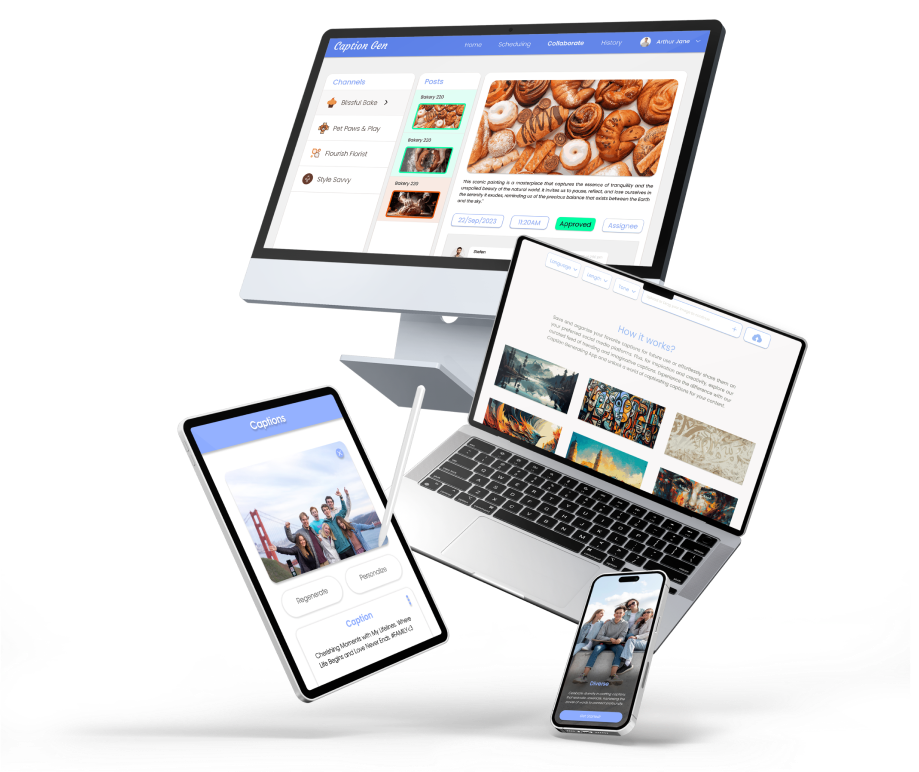 Caption Gen
Home Scheduling Collaborate History Arthur Jane
Channels
Blissful Bake
Pet Paws & Play
Flourish Florist
Style Savvy
Posts
Bakery 220
Bakery 220
Bakery 220
This scenic painting is a masterpiece that captures the essence of tranquility and the
unspoiled beauty of the natural world. It invites us to pause, reflect, and lose ourselves in
the serenity it exudes, reminding us of the precious balance that exists between the Earth
and the sky."
22/Sep/2023 11:20AM Approved Assignee
Stefan
Language Length Tone
How it works?
Save and organize your favorite captions for future use or effortlessly share them on
your preferred social media platforms. Plus, for inspiration and creativity, explore our
curated feed of trending and imaginative captions. Experience the difference with our
Caption Generating App and unlock a world of captivating captions for your content.
Captions
Regenerate Personalize
Caption
Cherishing Moments with My Lifelines. Where
Life Begins and Love Never Ends. #FAMILY<3
Diverse